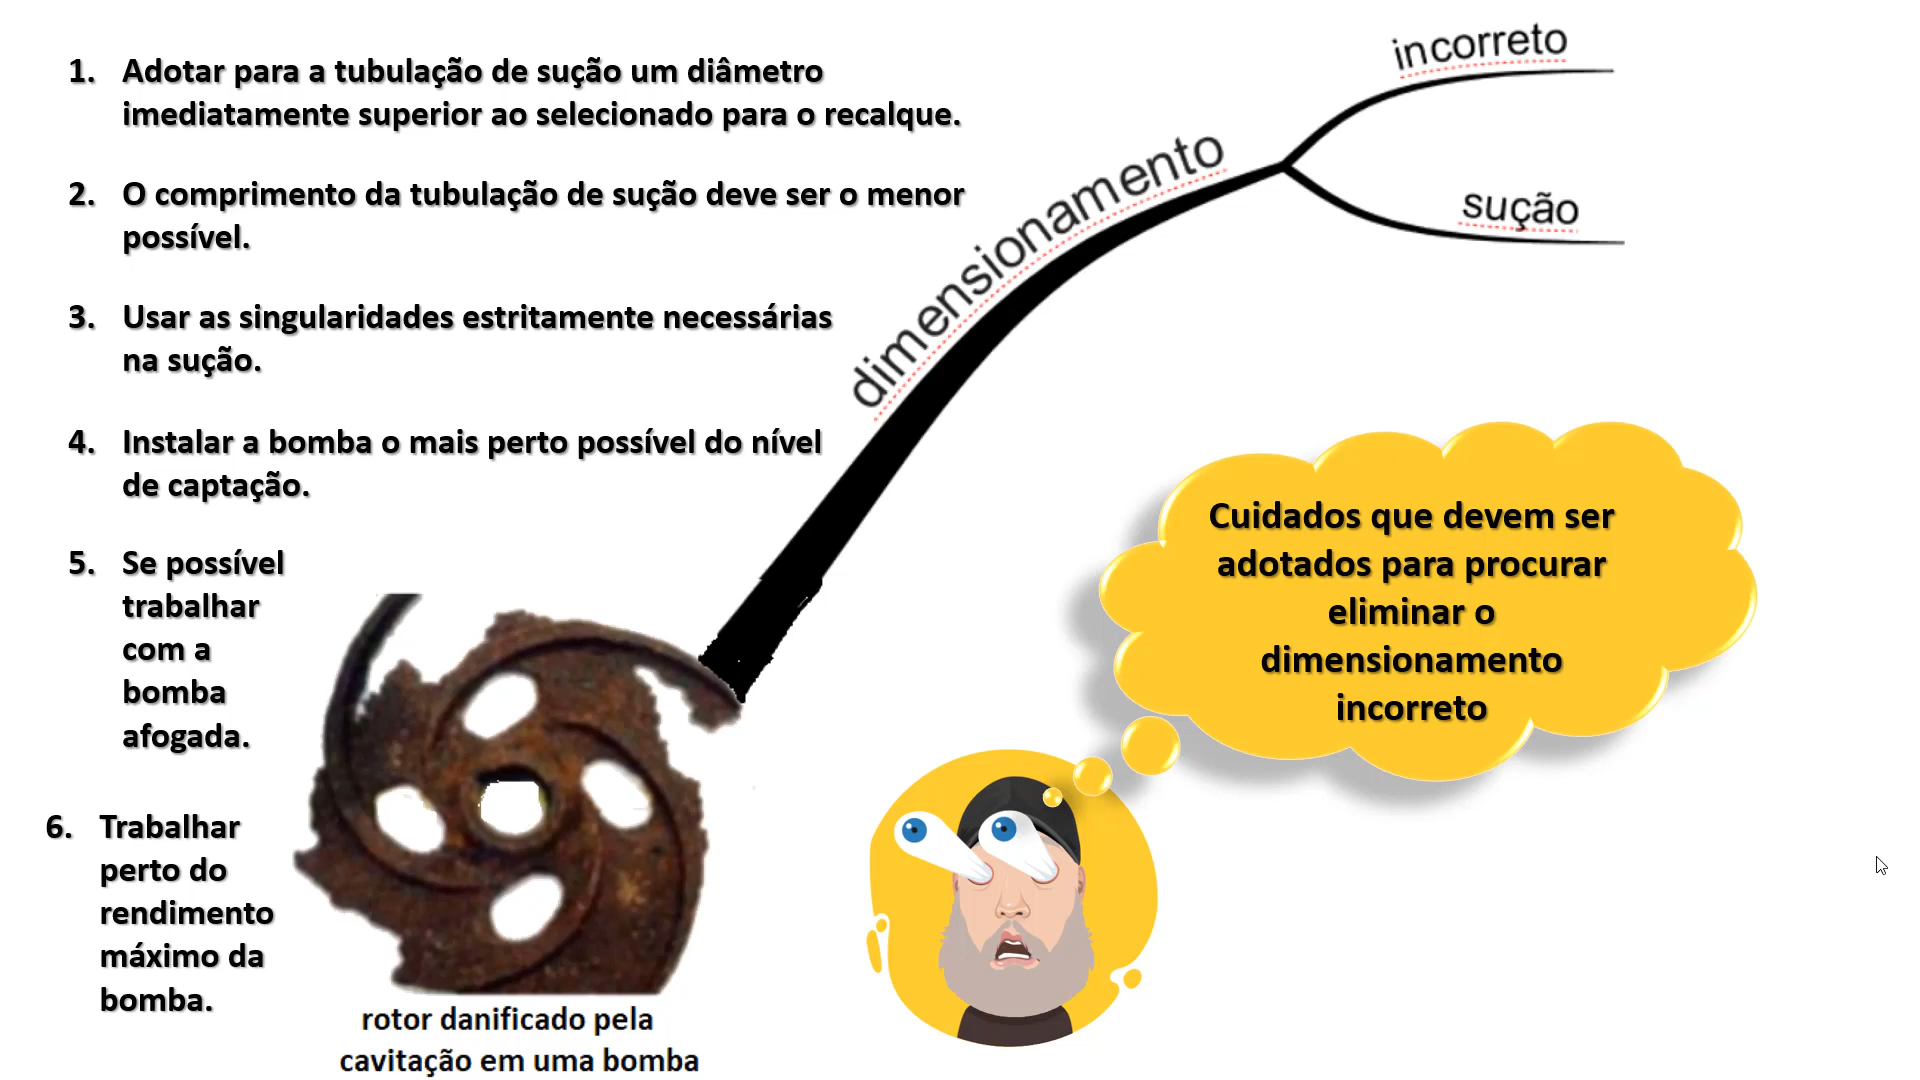 1. Adotar para a tubulação de sução um diâmetro
imediatamente superior ao selecionado para o recalque.
2. O comprimento da tubulação de sução deve ser o menor
possível.
3. Usar as singularidades estritamente necessárias
na sução.
4. Instalar a bomba o mais perto possível do nível
de captação.
5. Se possível
trabalhar
com a
bomba
afogada.
6. Trabalhar
perto do
rendimento
máximo da
bomba.
rotor danificado pela
cavitação em uma bomba
dimensionamento
incorreto
sução
Cuidados que devem ser
adotados para procurar
eliminar o
dimensionamento
incorreto